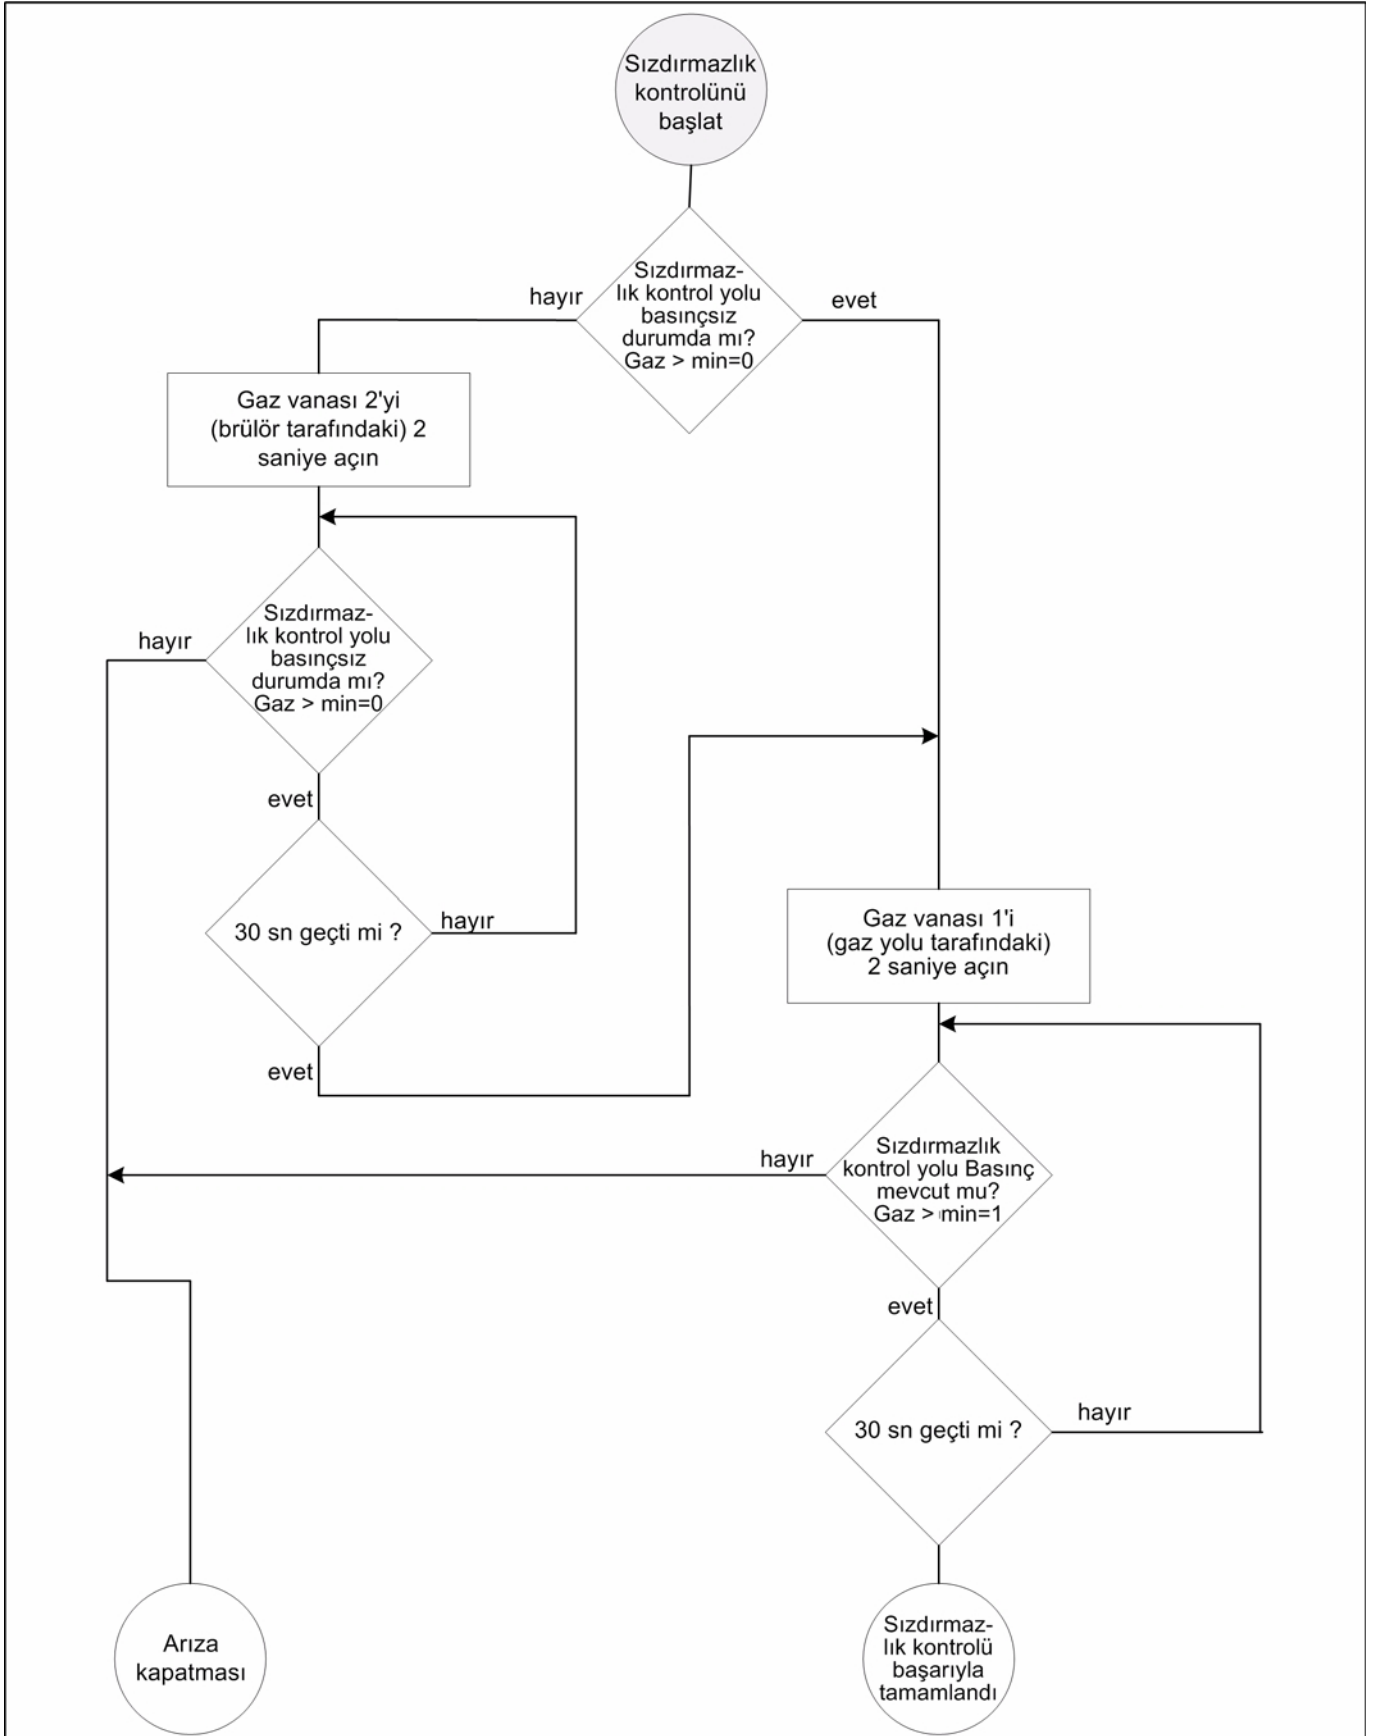 Sızdırmazlık
kontrolünü
başlat
Sızdırmaz-
lık kontrol yolu
basınçsız
durumda mı?
Gaz > min=0
hayır
evet
Gaz vanası 2'yi
(brülör tarafındaki) 2
saniye açın
Sızdırmaz-
lık kontrol yolu
basınçsız
durumda mı?
Gaz > min=0
hayır
evet
30 sn geçti mi ?
hayır
evet
Gaz vanası 1'i
(gaz yolu tarafındaki)
2 saniye açın
Sızdırmazlık
kontrol yolu Basınç
mevcut mu?
Gaz > min=1
hayır
evet
30 sn geçti mi ?
hayır
Arıza
kapatması
Sızdırmaz-
lık kontrolü
başarıyla
tamamlandı